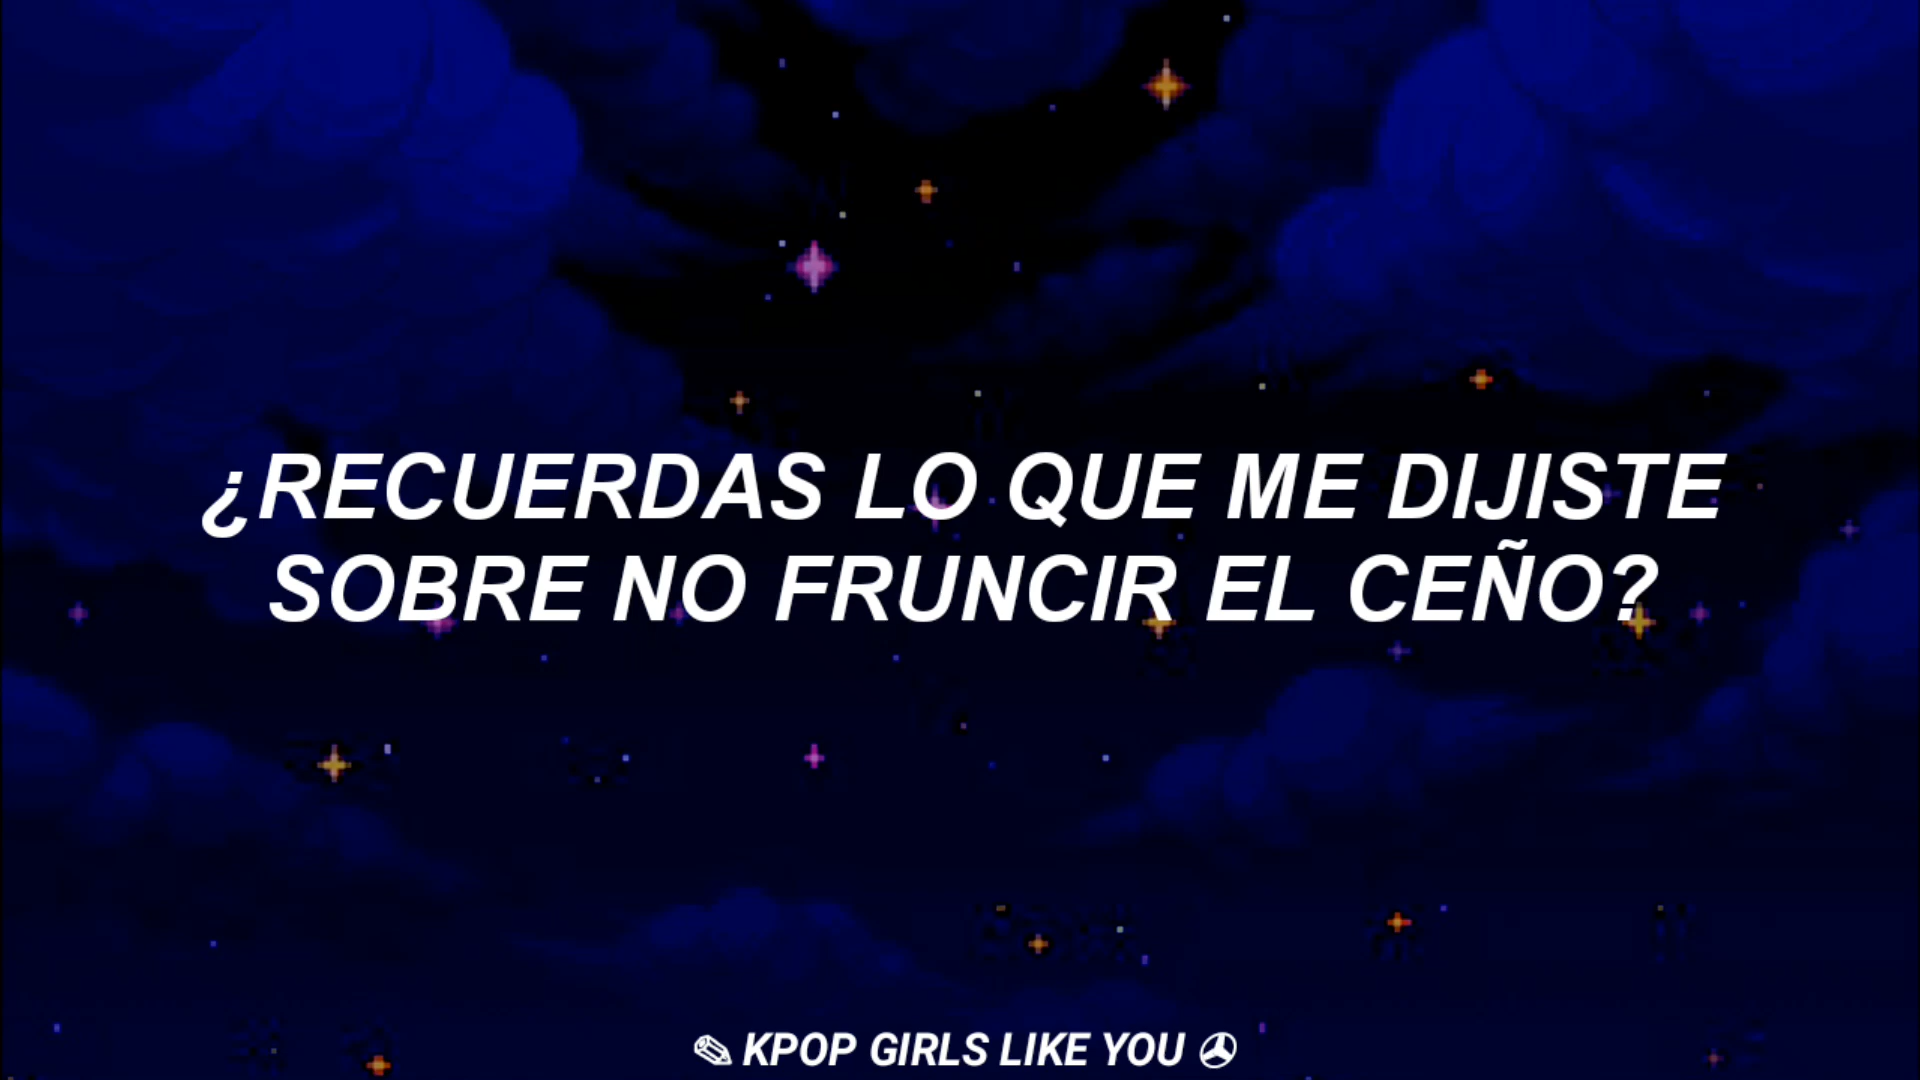 ¿RECUERDAS LO QUE ME DIJISTE
SOBRE NO FRUNCIR EL CEÑO?
✎ KPOP GIRLS LIKE YOU ✇